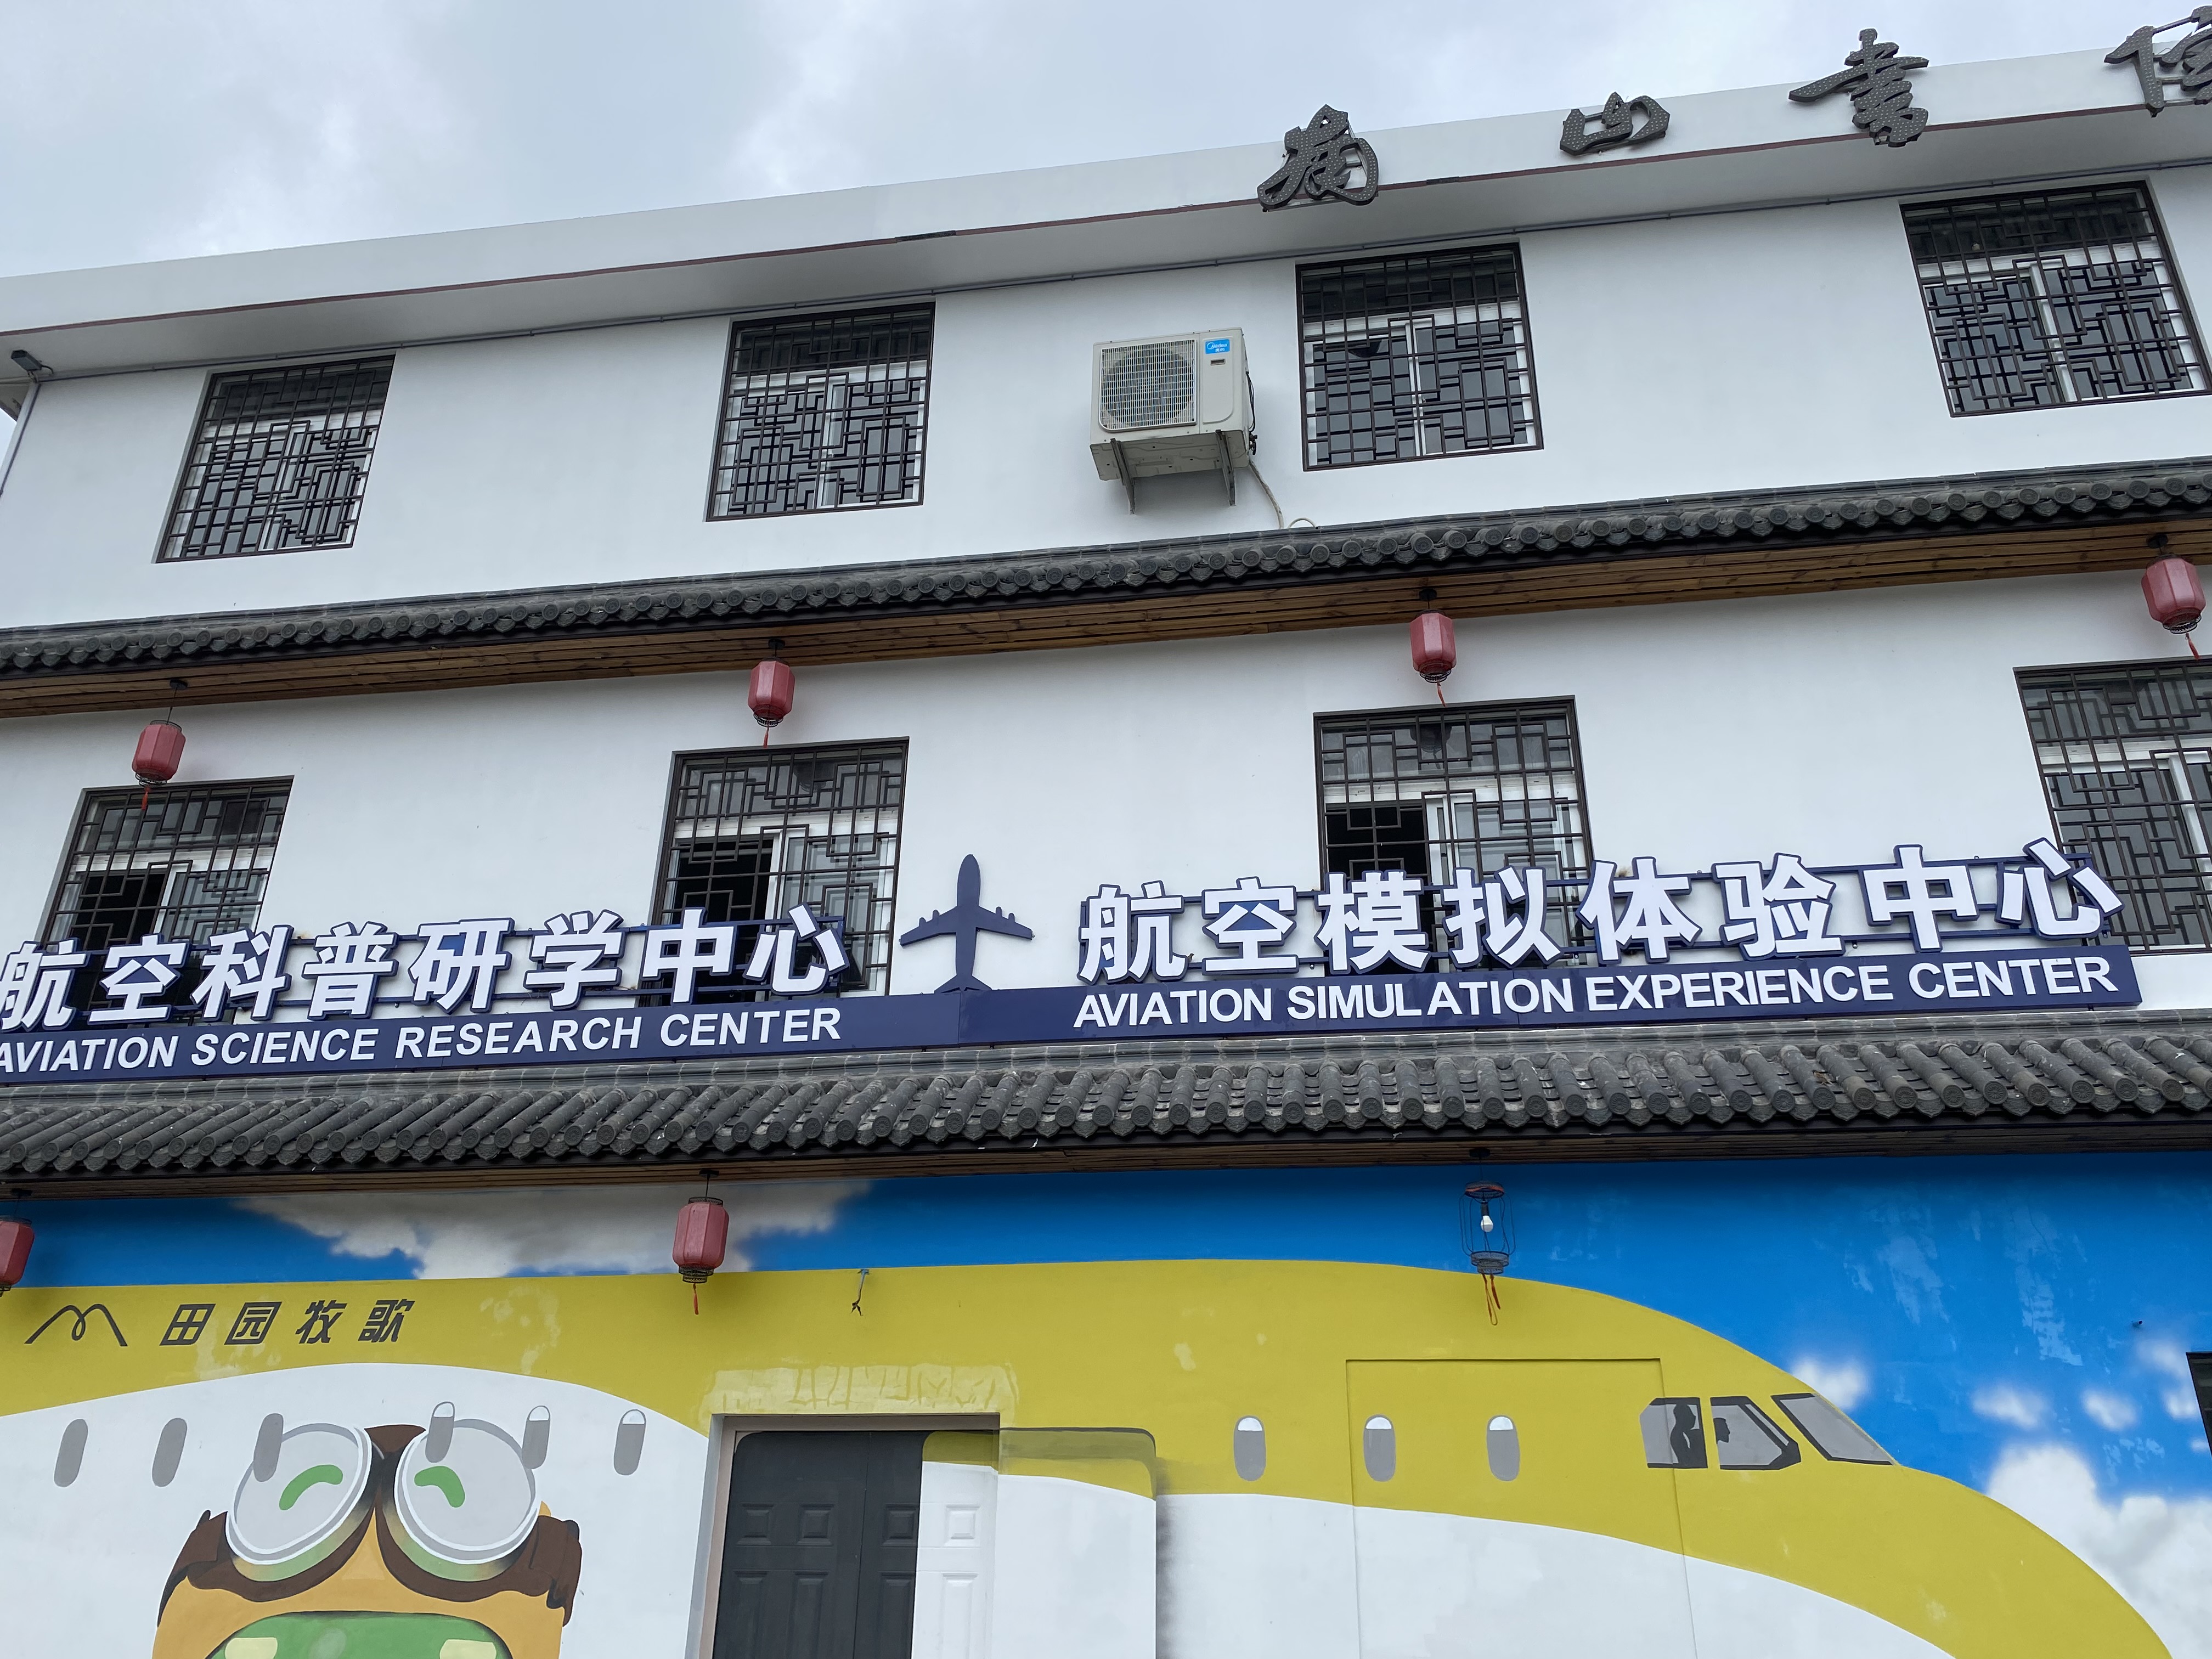 山书
航空科普研学中心
AVIATION SCIENCE RESEARCH CENTER
航空模拟体验中心
AVIATION SIMULATION EXPERIENCE CENTER
田园牧歌